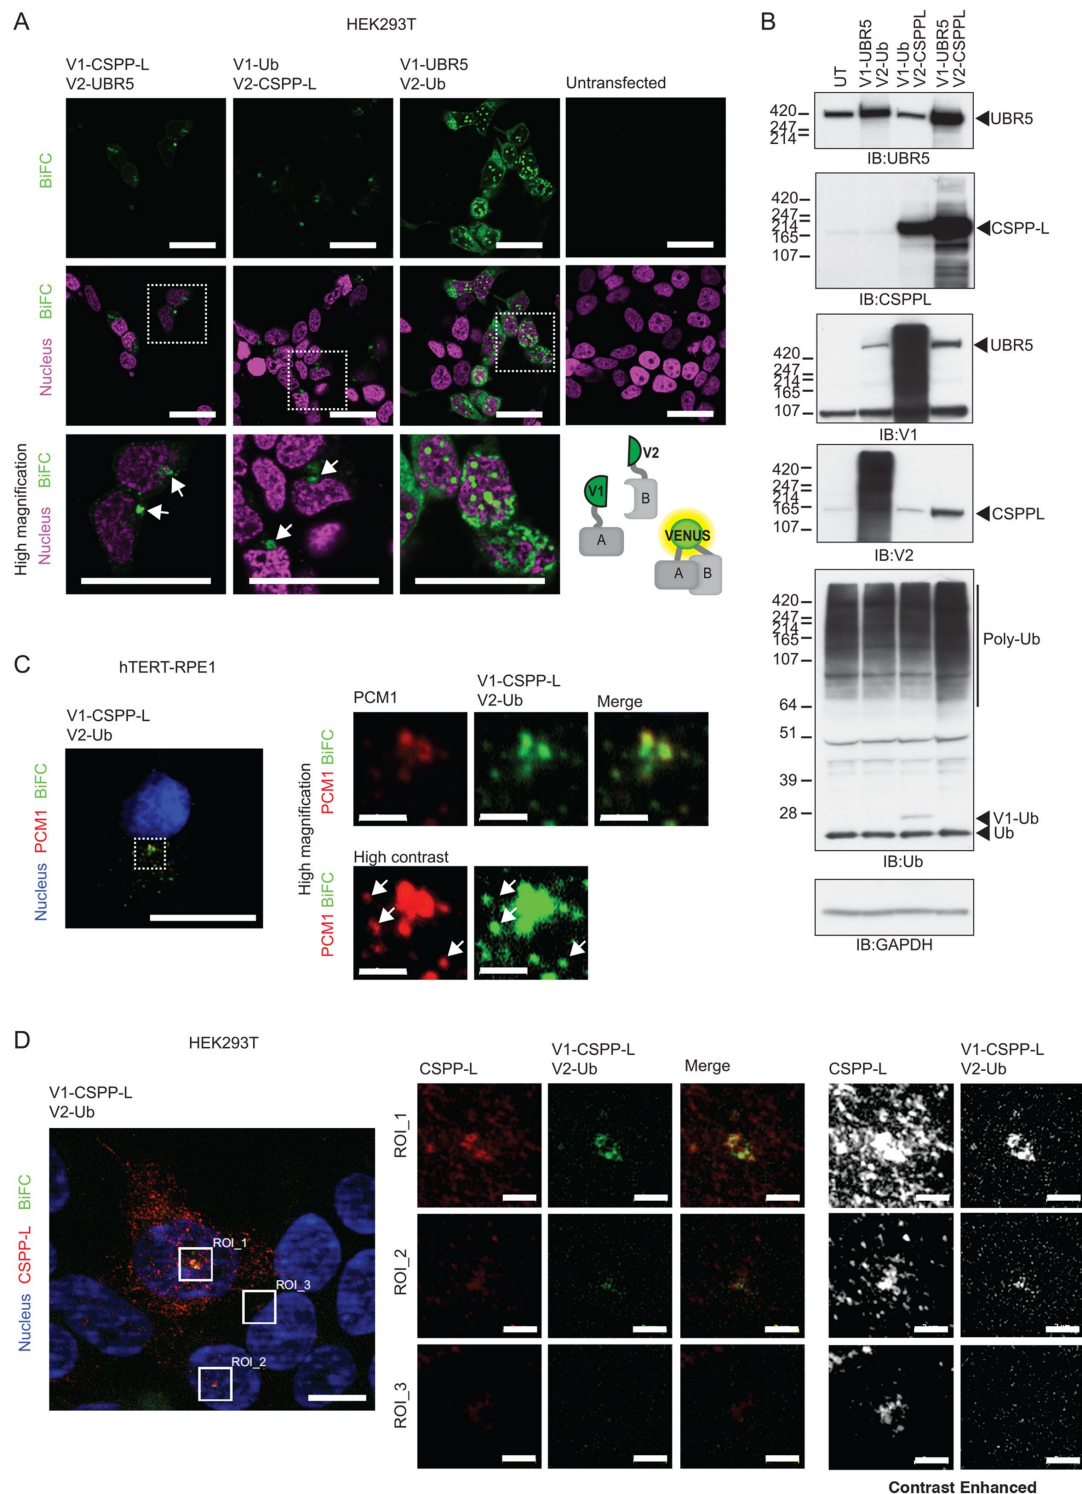 A
HEK293T
V1-CSPP-L
V2-UBR5
V1-Ub
V2-CSPP-L
V1-UBR5
V2-Ub
Untransfected
BiFC
Nucleus BiFC
High magnification
Nucleus BiFC
V2
V1
B
A
VENUS
A
B
B
UT
V1-UBR5
V2-Ub
V1-Ub
V2-CSPPL
V1-UBR5
V2-CSPPL
420
247
214
UBR5
IB:UBR5
420
247
214
165
107
CSPP-L
IB:CSPPL
420
247
214
165
107
UBR5
IB:V1
420
247
214
165
107
CSPPL
IB:V2
420
247
214
165
107
64
51
39
28
Poly-Ub
V1-Ub
Ub
IB:Ub
IB:GAPDH
C
hTERT-RPE1
V1-CSPP-L
V2-Ub
Nucleus PCM1 BiFC
High magnification
PCM1
V1-CSPP-L
V2-Ub
Merge
PCM1 BiFC
High contrast
PCM1 BiFC
D
HEK293T
V1-CSPP-L
V2-Ub
Nucleus CSPP-L BiFC
ROI_1
ROI_3
ROI_2
CSPP-L
V1-CSPP-L
V2-Ub
Merge
CSPP-L
V1-CSPP-L
V2-Ub
ROI_1
ROI_2
ROI_3
Contrast Enhanced